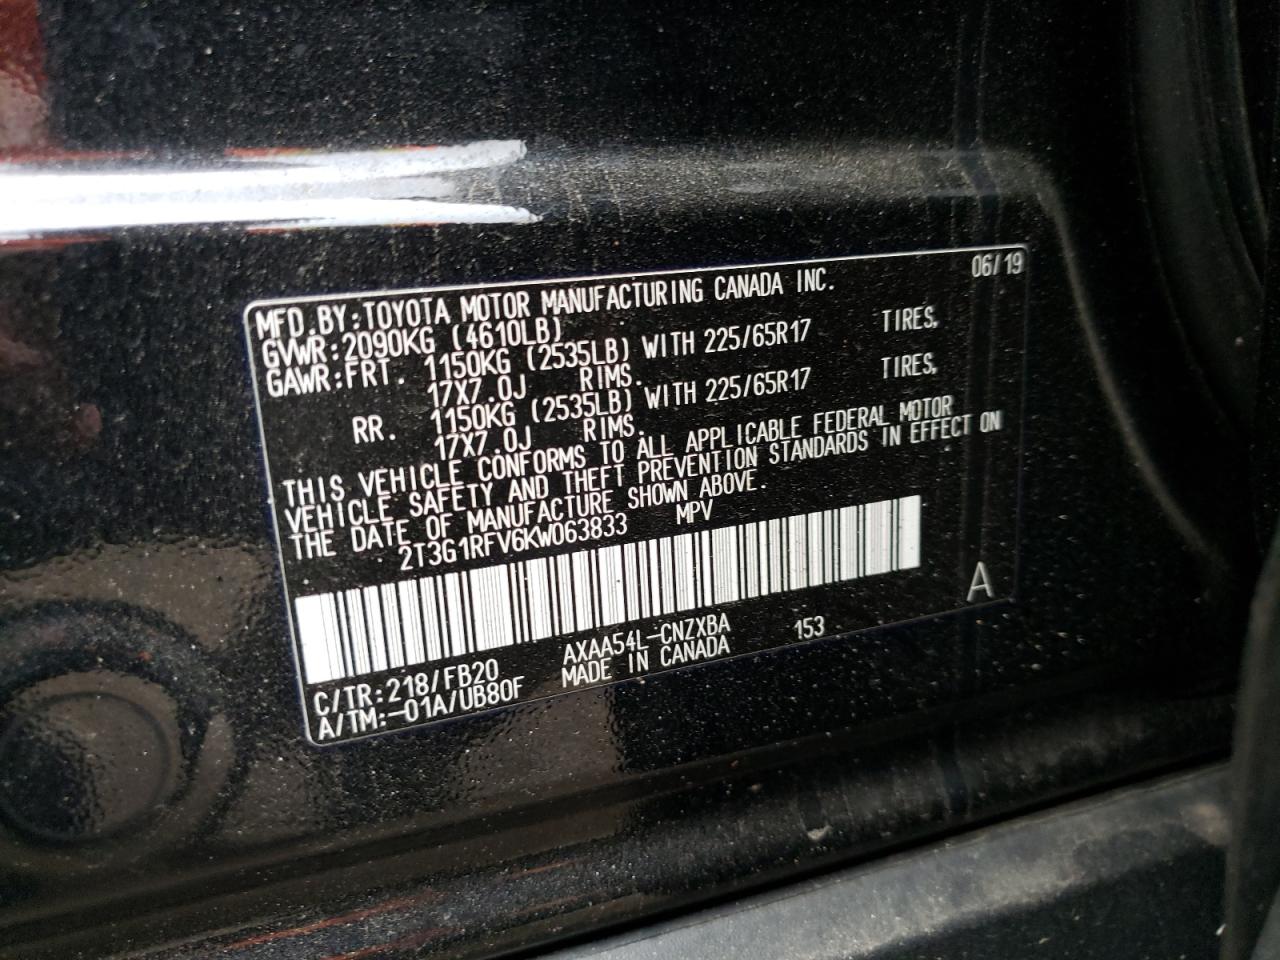 06/19
MFD.BY:TOYOTA MOTOR MANUFACTURING CANADA INC.
GVWR:2090KG (4610LB)
GAWR:FRT. 1150KG (2535LB) WITH 225/65R17 TIRES,
17X7.0J RIMS.
RR. 1150KG (2535LB) WITH 225/65R17 TIRES,
17X7.0J RIMS.
THIS VEHICLE CONFORMS TO ALL APPLICABLE FEDERAL MOTOR
VEHICLE SAFETY AND THEFT PREVENTION STANDARDS IN EFFECT ON
THE DATE OF MANUFACTURE SHOWN ABOVE.
2T3G1RFV6KW063833 MPV
A
C/TR:218/FB20 AXAA54L-CNZXBA 153
A/TM:-01A/UB80F MADE IN CANADA